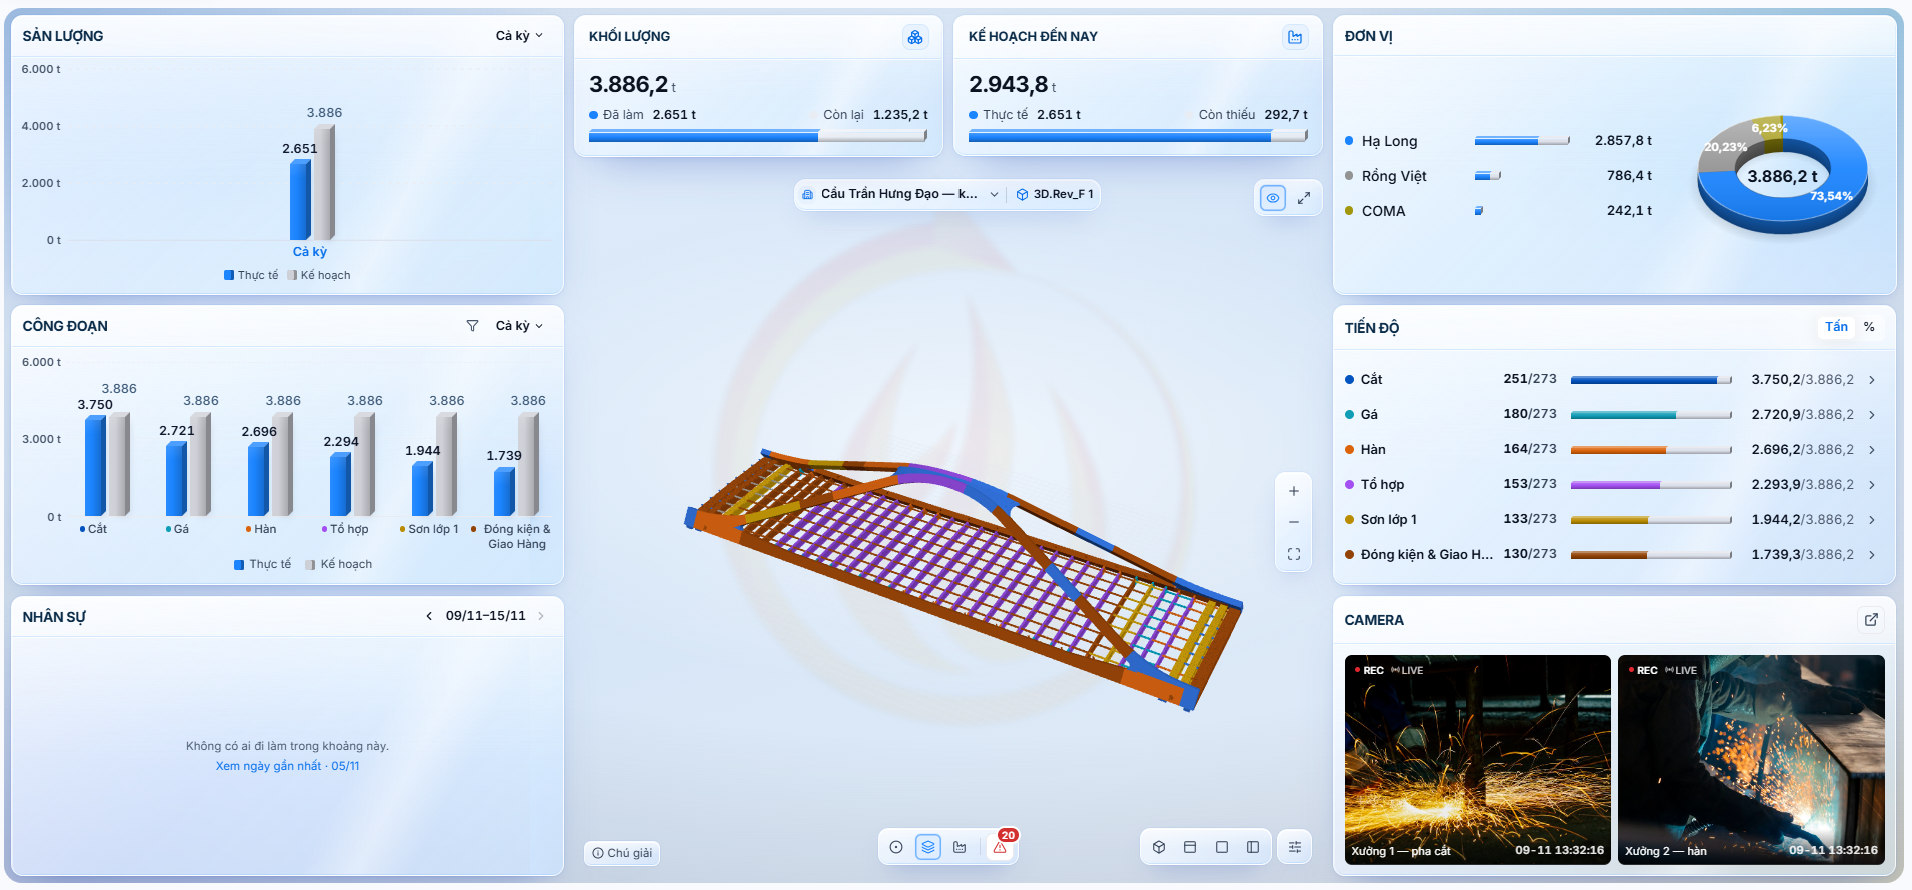 SẢN LƯỢNG
Cả kỳ
6.000 t
4.000 t
2.000 t
0 t
3.886
2.651
Cả kỳ
Thực tế
Kế hoạch
KHỐI LƯỢNG
3.886,2 t
Đã làm 2.651 t
Còn lại 1.235,2 t
KẾ HOẠCH ĐẾN NAY
2.943,8 t
Thực tế 2.651 t
Còn thiếu 292,7 t
ĐƠN VỊ
Hạ Long 2.857,8 t
Rồng Việt 786,4 t
COMA 242,1 t
6,23%
20,23%
3.886,2 t
73,54%
Cầu Trần Hưng Đạo — k...
3D.Rev_F 1
CÔNG ĐOẠN
Cả kỳ
6.000 t
3.000 t
0 t
3.750 3.886
2.721 3.886
2.696 3.886
2.294 3.886
1.944 3.886
1.739 3.886
Cắt
Gá
Hàn
Tổ hợp
Sơn lớp 1
Đóng kiện &
Giao Hàng
Thực tế
Kế hoạch
TIẾN ĐỘ
Tấn %
Cắt 251/273 3.750,2/3.886,2
Gá 180/273 2.720,9/3.886,2
Hàn 164/273 2.696,2/3.886,2
Tổ hợp 153/273 2.293,9/3.886,2
Sơn lớp 1 133/273 1.944,2/3.886,2
Đóng kiện & Giao H... 130/273 1.739,3/3.886,2
NHÂN SỰ
09/11–15/11
Không có ai đi làm trong khoảng này.
Xem ngày gần nhất · 05/11
Chú giải
20
CAMERA
REC LIVE
Xưởng 1 — pha cắt
09-11 13:32:16
REC LIVE
Xưởng 2 — hàn
09-11 13:32:16